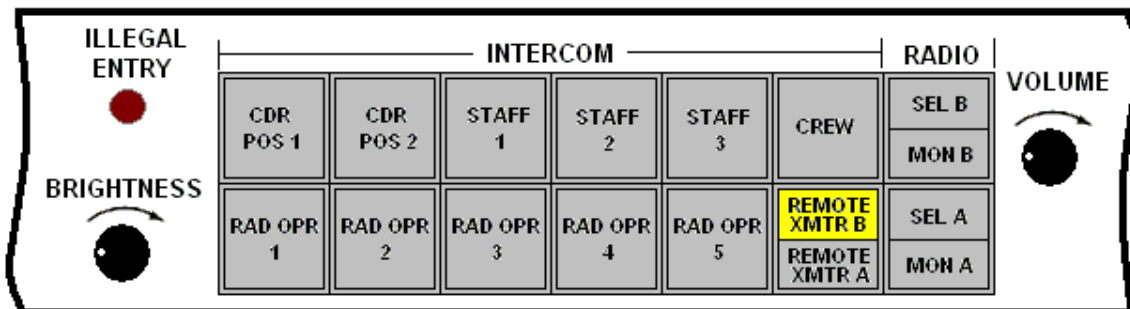 ILLEGAL
ENTRY
BRIGHTNESS
INTERCOM
RADIO
VOLUME
CDR
POS 1
CDR
POS 2
STAFF
1
STAFF
2
STAFF
3
CREW
SEL B
MON B
RAD OPR
1
RAD OPR
2
RAD OPR
3
RAD OPR
4
RAD OPR
5
REMOTE
XMTR B
REMOTE
XMTR A
SEL A
MON A